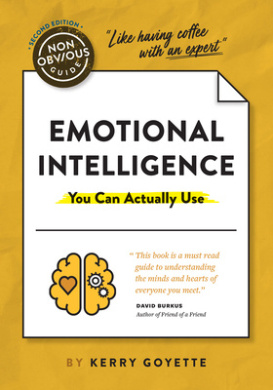 SECOND EDITION
NON
OBVIOUS
GUIDE
"Like having coffee
with an expert"
EMOTIONAL
INTELLIGENCE
You Can Actually Use
"This book is a must read
guide to understanding
the minds and hearts of
everyone you meet."
DAVID BURKUS
Author of Friend of a Friend
BY KERRY GOYETTE